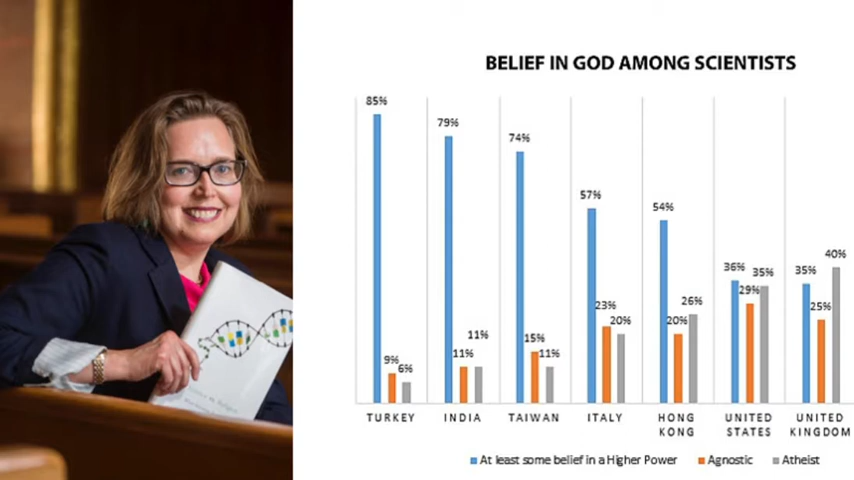 BELIEF IN GOD AMONG SCIENTISTS
85%
9%
6%
79%
11%
11%
74%
15%
11%
57%
23%
20%
54%
20%
26%
36%
29%
35%
35%
25%
40%
TURKEY
INDIA
TAIWAN
ITALY
HONG
KONG
UNITED
STATES
UNITED
KINGDOM
At least some belief in a Higher Power
Agnostic
Atheist